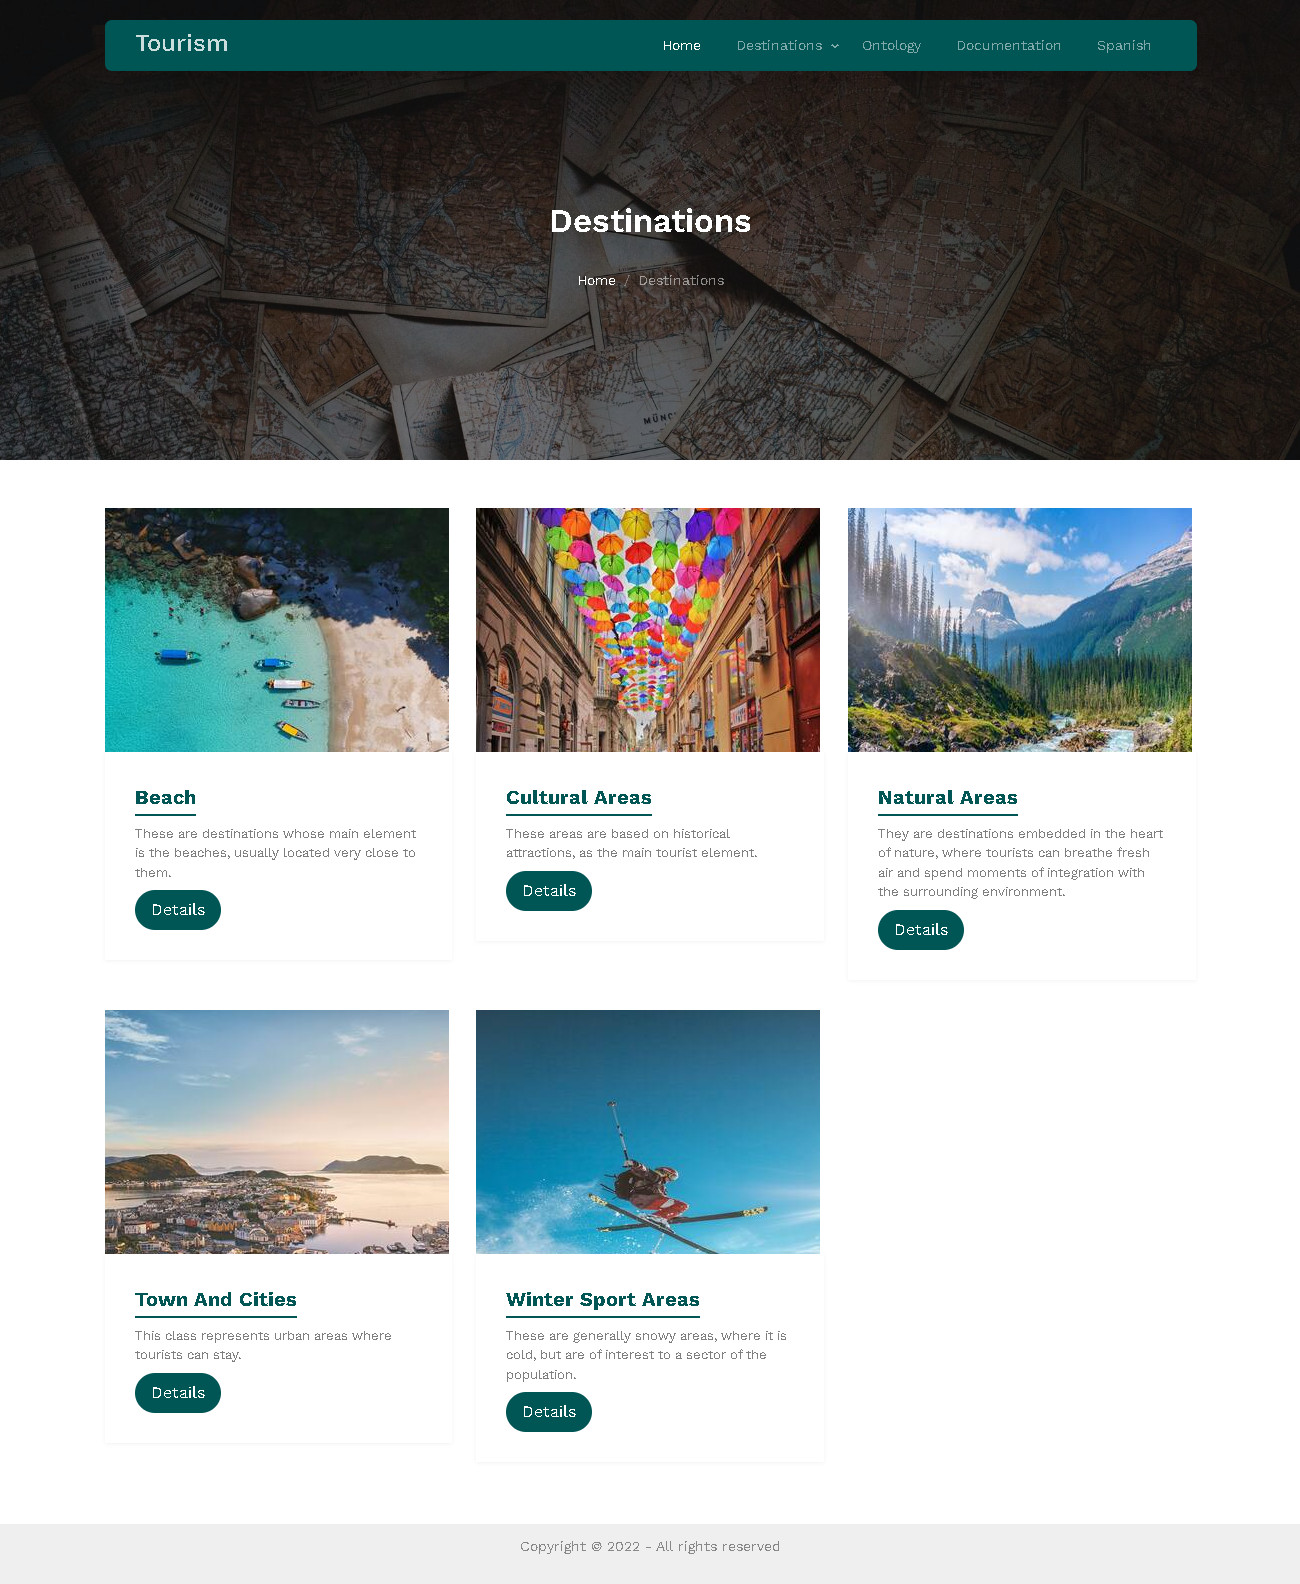 Tourism
Home
Destinations
Ontology
Documentation
Spanish
Destinations
Home / Destinations
MÜNC
Beach
These are destinations whose main element
is the beaches, usually located very close to
them.
Details
Cultural Areas
These areas are based on historical
attractions, as the main tourist element.
Details
Natural Areas
They are destinations embedded in the heart
of nature, where tourists can breathe fresh
air and spend moments of integration with
the surrounding environment.
Details
Town And Cities
This class represents urban areas where
tourists can stay.
Details
Winter Sport Areas
These are generally snowy areas, where it is
cold, but are of interest to a sector of the
population.
Details
Copyright © 2022 - All rights reserved